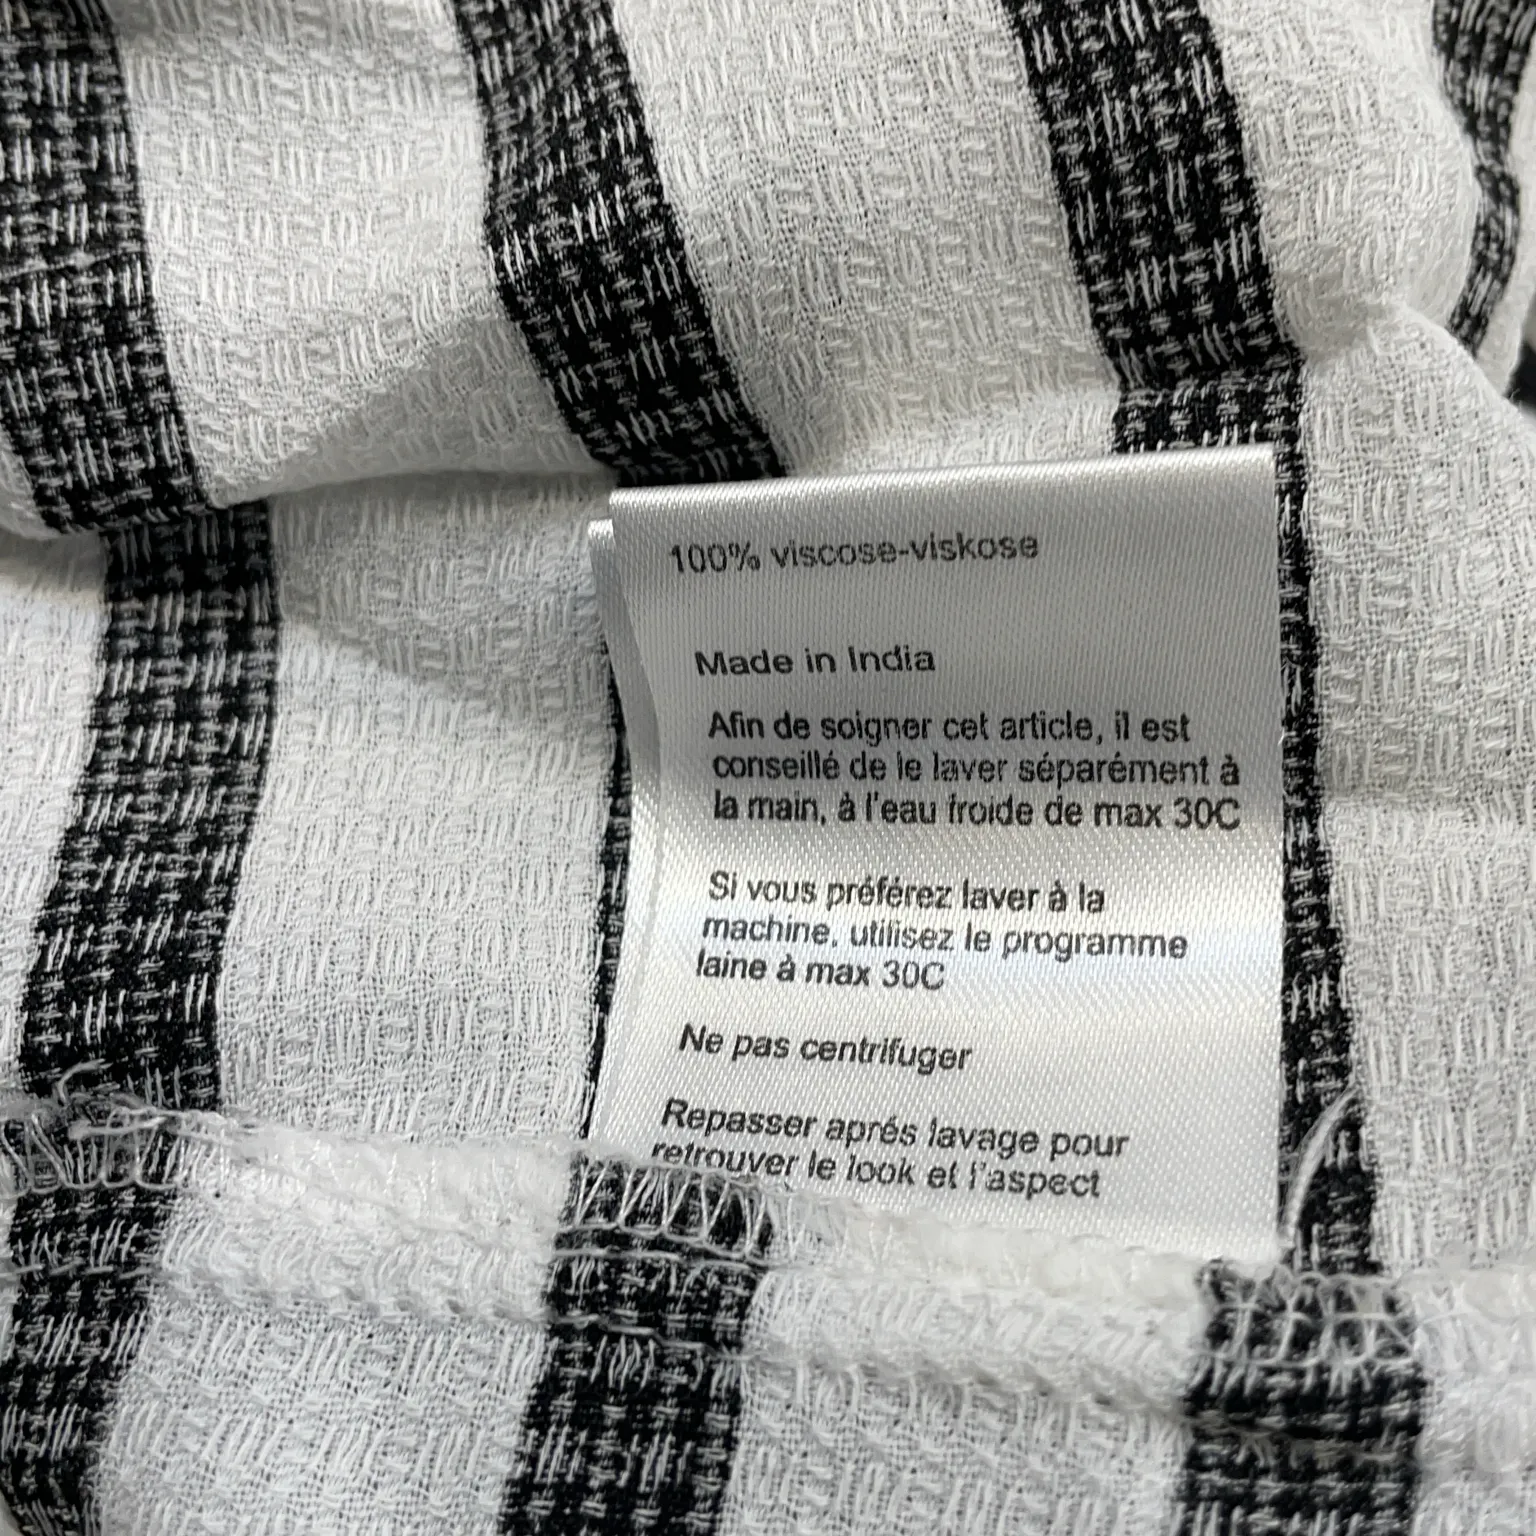 100% viscose-viskose
Made in India
Afin de soigner cet article, il est
conseillé de le laver séparément à
la main, à l'eau froide de max 30C
Si vous préférez laver à la
machine, utilisez le programme
laine à max 30C
Ne pas centrifuger
Repasser aprés lavage pour
retrouver le look et l'aspect